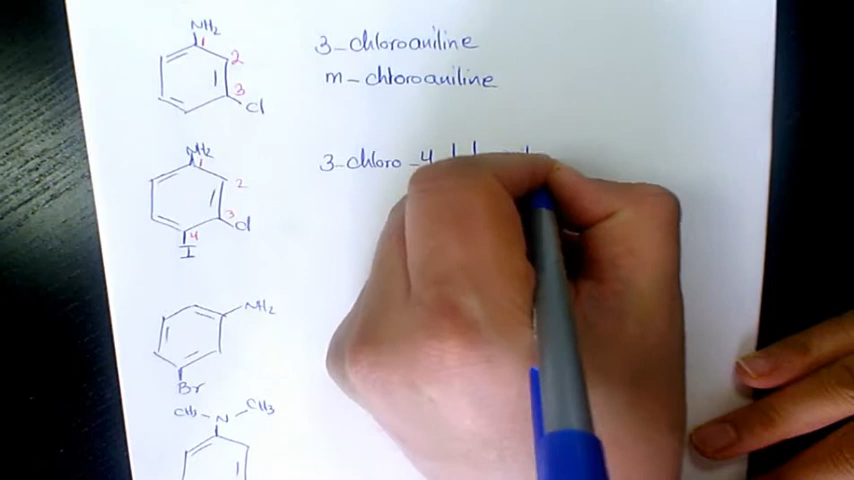 NH2
1
2
3
Cl
3-chloroaniline
m-chloroaniline
NH2
1
2
3
Cl
4
I
3-chloro-4
NH2
Br
CH3-N-CH3